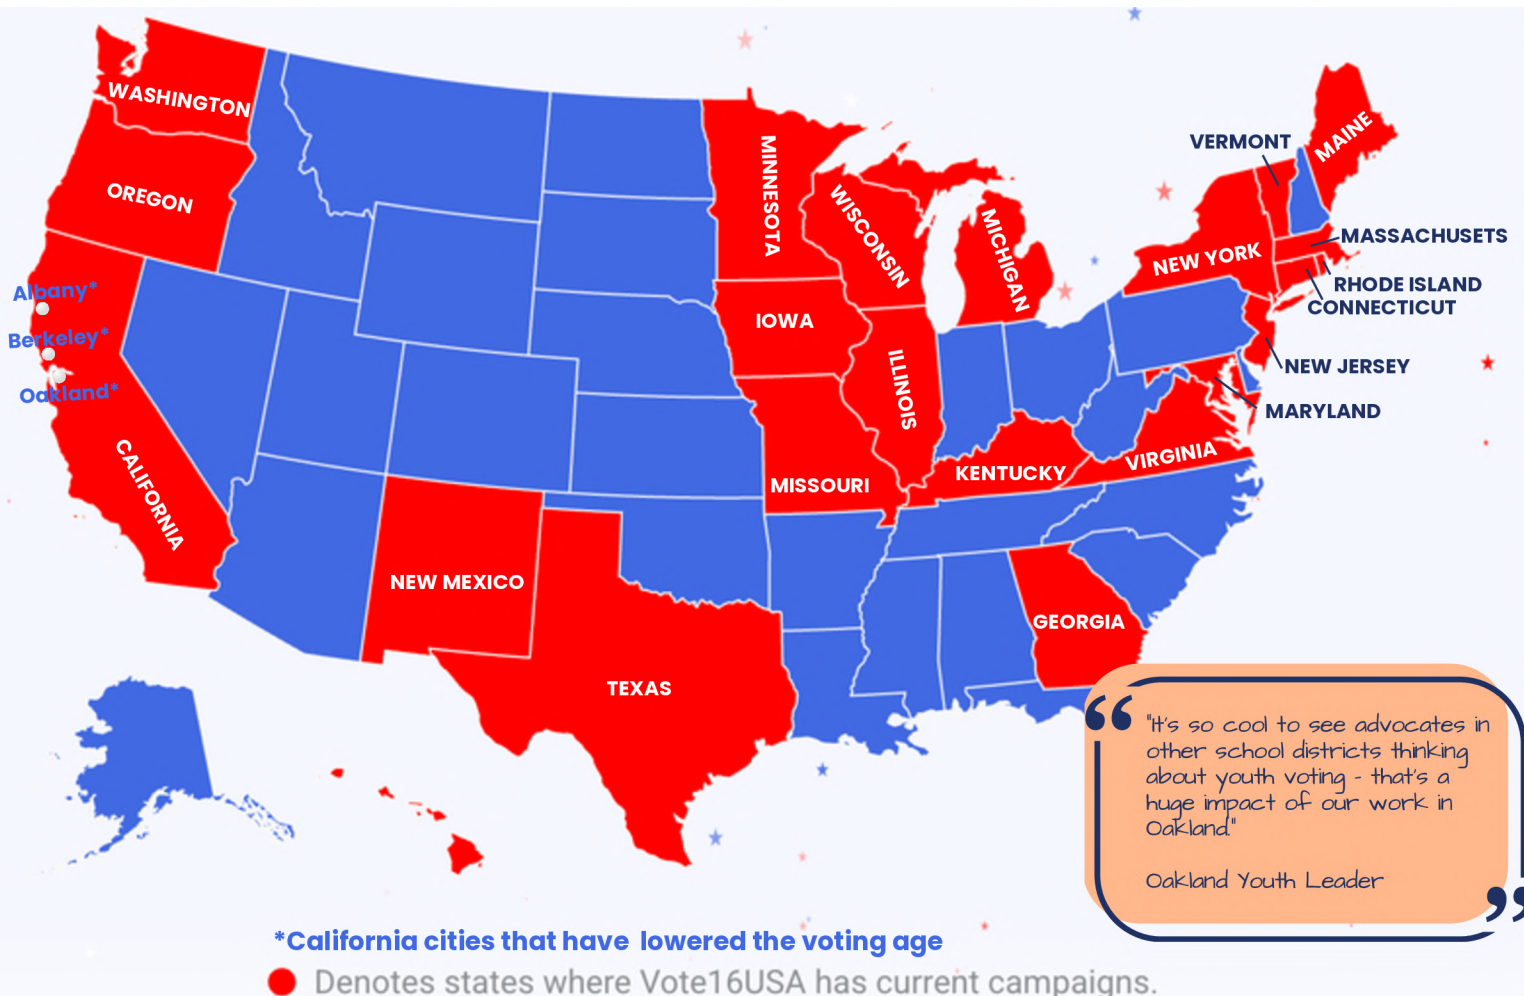 WASHINGTON
OREGON
Albany*
Berkeley*
Oakland*
CALIFORNIA
NEW MEXICO
TEXAS
MINNESOTA
IOWA
MISSOURI
WISCONSIN
ILLINOIS
MICHIGAN
KENTUCKY
VIRGINIA
GEORGIA
NEW YORK
VERMONT
MAINE
MASSACHUSETS
RHODE ISLAND
CONNECTICUT
NEW JERSEY
MARYLAND
“
"It's so cool to see advocates in
other school districts thinking
about youth voting - that's a
huge impact of our work in
Oakland."
Oakland Youth Leader
”
*California cities that have lowered the voting age
Denotes states where Vote16USA has current campaigns.